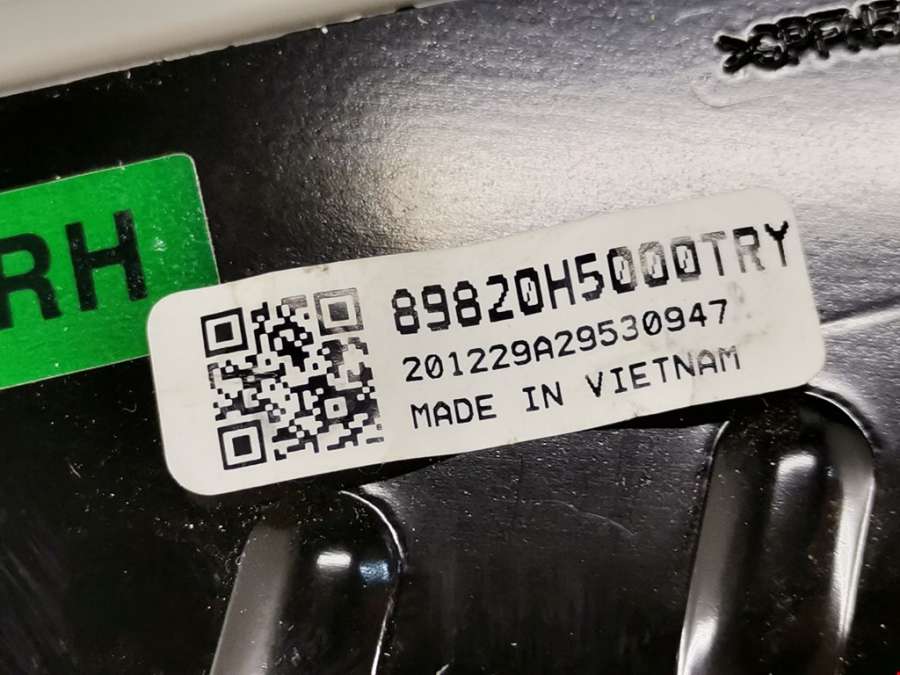 RH
89820H5000TRY
201229A29530947
MADE IN VIETNAM